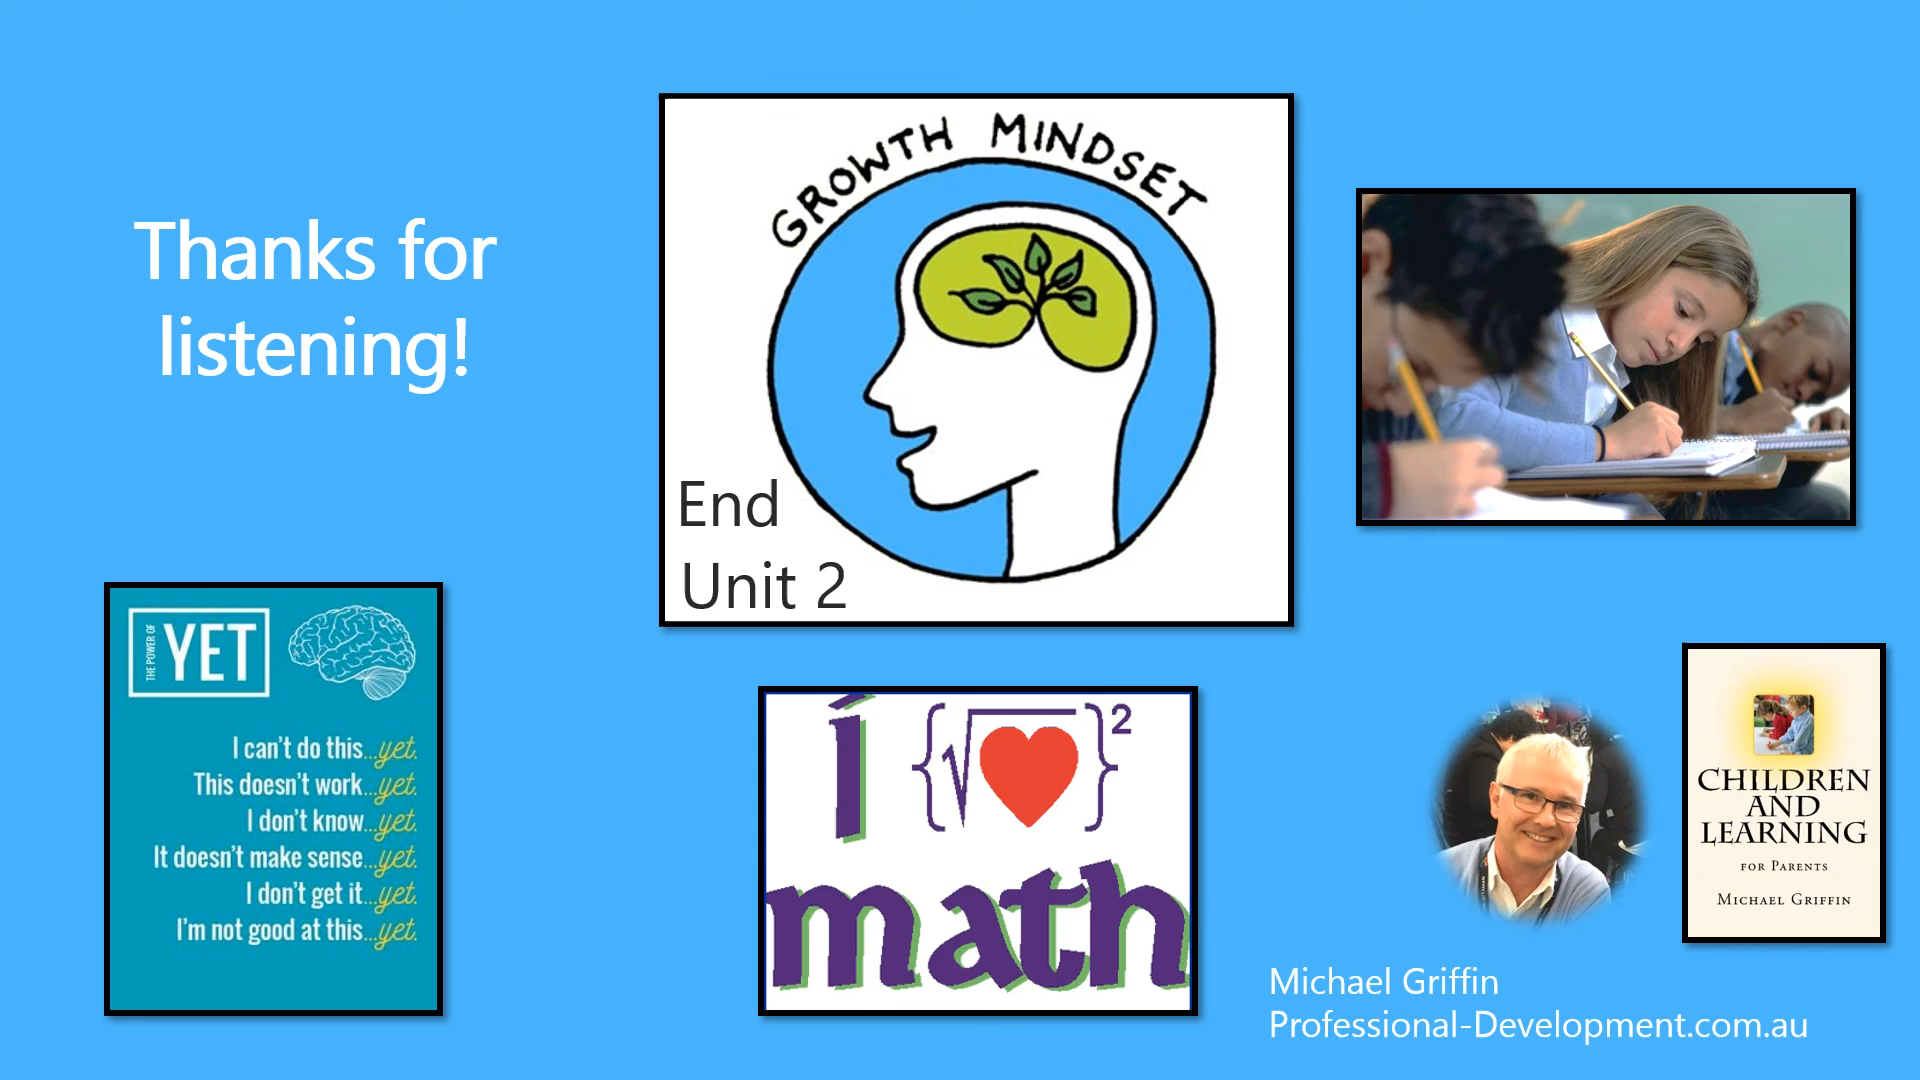 Thanks for
listening!
GROWTH MINDSET
End
Unit 2
THE POWER OF
YET
I can't do this...yet.
This doesn't work...yet.
I don't know...yet.
It doesn't make sense...yet.
I don't get it...yet.
I'm not good at this...yet.
I {√♥}²
math
CHILDREN
AND
LEARNING
FOR PARENTS
MICHAEL GRIFFIN
Michael Griffin
Professional-Development.com.au